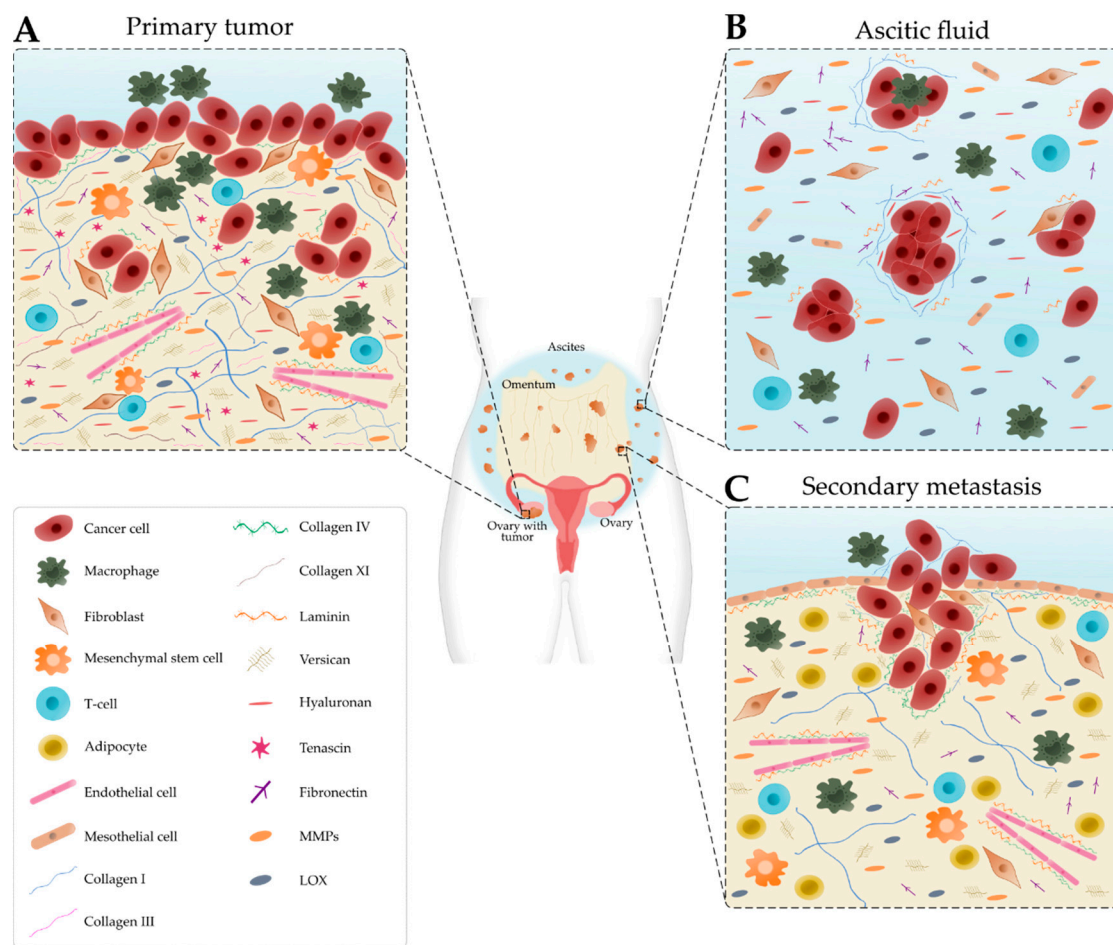 A
Primary tumor
B
Ascitic fluid
Ascites
Omentum
Ovary with
tumor
Ovary
C
Secondary metastasis
Cancer cell
Macrophage
Fibroblast
Mesenchymal stem cell
T-cell
Adipocyte
Endothelial cell
Mesothelial cell
Collagen I
Collagen III
Collagen IV
Collagen XI
Laminin
Versican
Hyaluronan
Tenascin
Fibronectin
MMPs
LOX